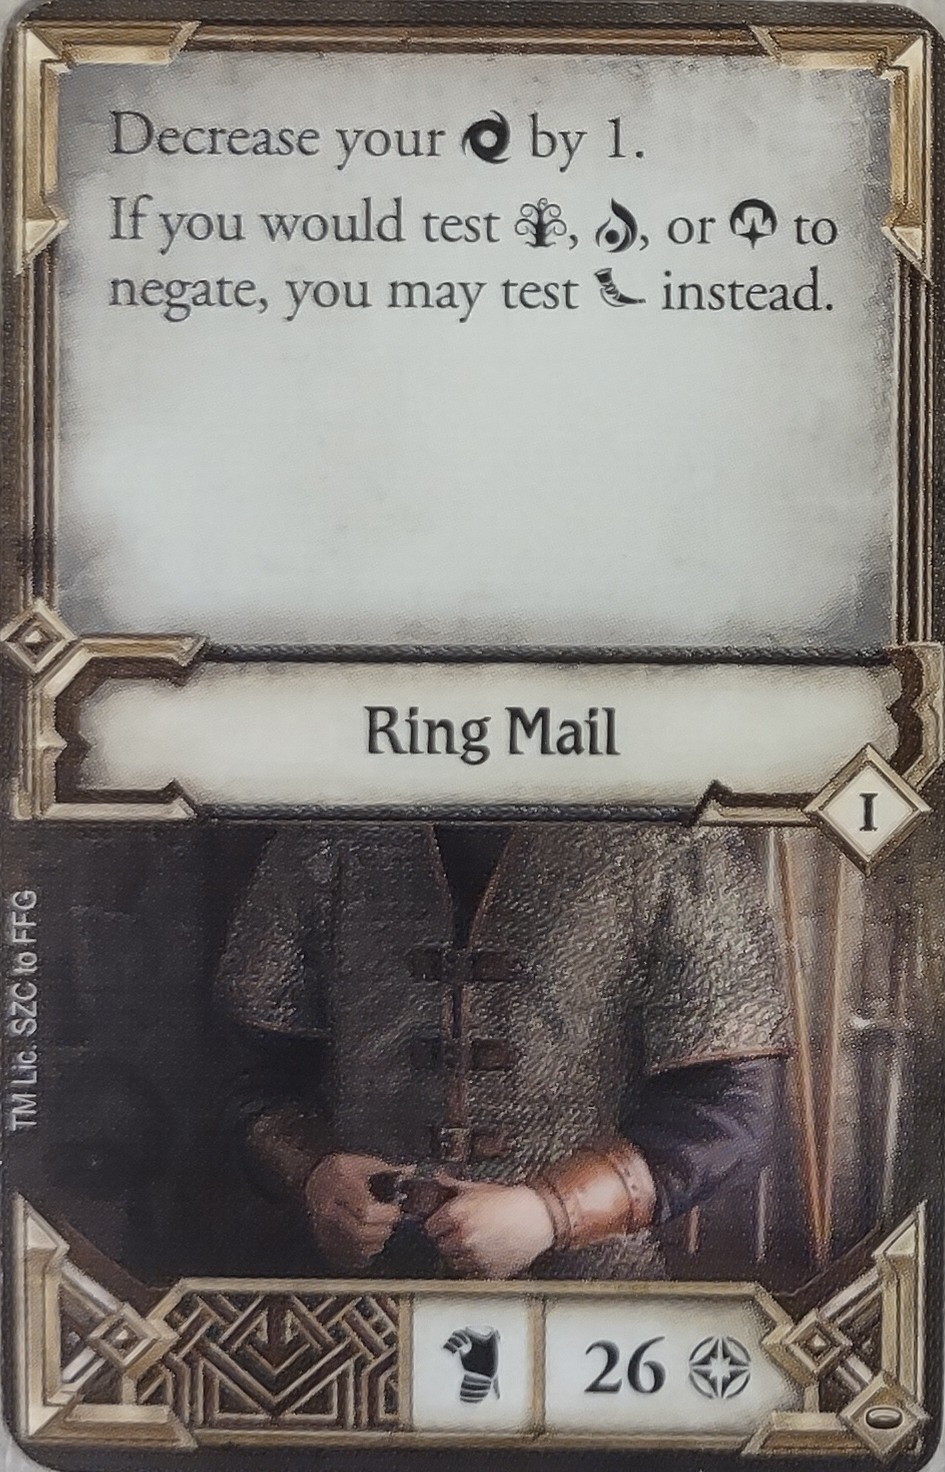 Decrease your by 1.
If you would test , , or to
negate, you may test instead.
Ring Mail
I
TM Lic. SZC to FFG
26